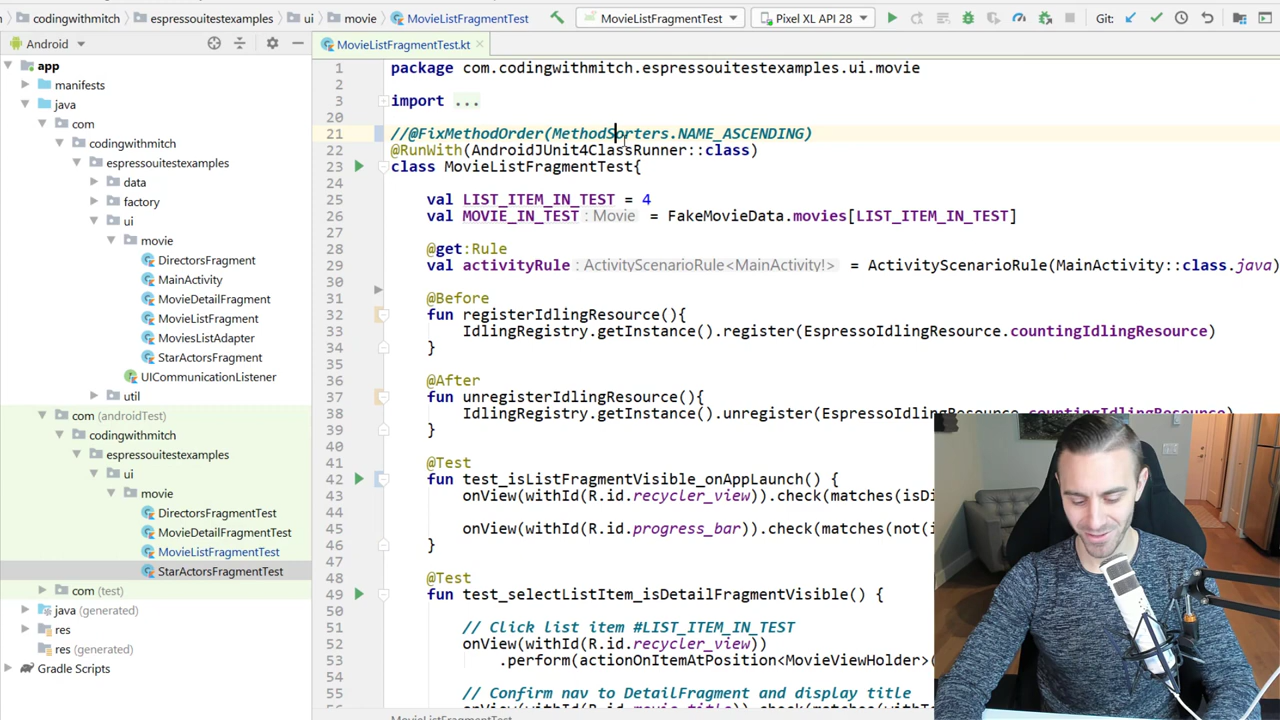 codingwithmitch espressouitestexamples ui movie MovieListFragmentTest MovieListFragmentTest Pixel XL API 28 Git:
Android MovieListFragmentTest.kt
app
manifests
java
com
codingwithmitch
espressouitestexamples
data
factory
ui
movie
DirectorsFragment
MainActivity
MovieDetailFragment
MovieListFragment
MoviesListAdapter
StarActorsFragment
UICommunicationListener
util
com (androidTest)
codingwithmitch
espressouitestexamples
ui
movie
DirectorsFragmentTest
MovieDetailFragmentTest
MovieListFragmentTest
StarActorsFragmentTest
com (test)
java (generated)
res
res (generated)
Gradle Scripts
1 package com.codingwithmitch.espressouitestexamples.ui.movie
2
3 import ...
20
21 //@FixMethodOrder(MethodSorters.NAME_ASCENDING)
22 @RunWith(AndroidJUnit4ClassRunner::class)
23 class MovieListFragmentTest{
24
25 val LIST_ITEM_IN_TEST = 4
26 val MOVIE_IN_TEST : Movie = FakeMovieData.movies[LIST_ITEM_IN_TEST]
27
28 @get:Rule
29 val activityRule : ActivityScenarioRule<MainActivity!> = ActivityScenarioRule(MainActivity::class.java)
30
31 @Before
32 fun registerIdlingResource(){
33 IdlingRegistry.getInstance().register(EspressoIdlingResource.countingIdlingResource)
34 }
35
36 @After
37 fun unregisterIdlingResource(){
38 IdlingRegistry.getInstance().unregister(EspressoIdlingResource.countingIdlingResource)
39 }
40
41 @Test
42 fun test_isListFragmentVisible_onAppLaunch() {
43 onView(withId(R.id.recycler_view)).check(matches(isDi
44
45 onView(withId(R.id.progress_bar)).check(matches(not(i
46 }
47
48 @Test
49 fun test_selectListItem_isDetailFragmentVisible() {
50
51 // Click list item #LIST_ITEM_IN_TEST
52 onView(withId(R.id.recycler_view))
53 .perform(actionOnItemAtPosition<MovieViewHolder>(
54
55 // Confirm nav to DetailFragment and display title
56
MovieListFragmentTest